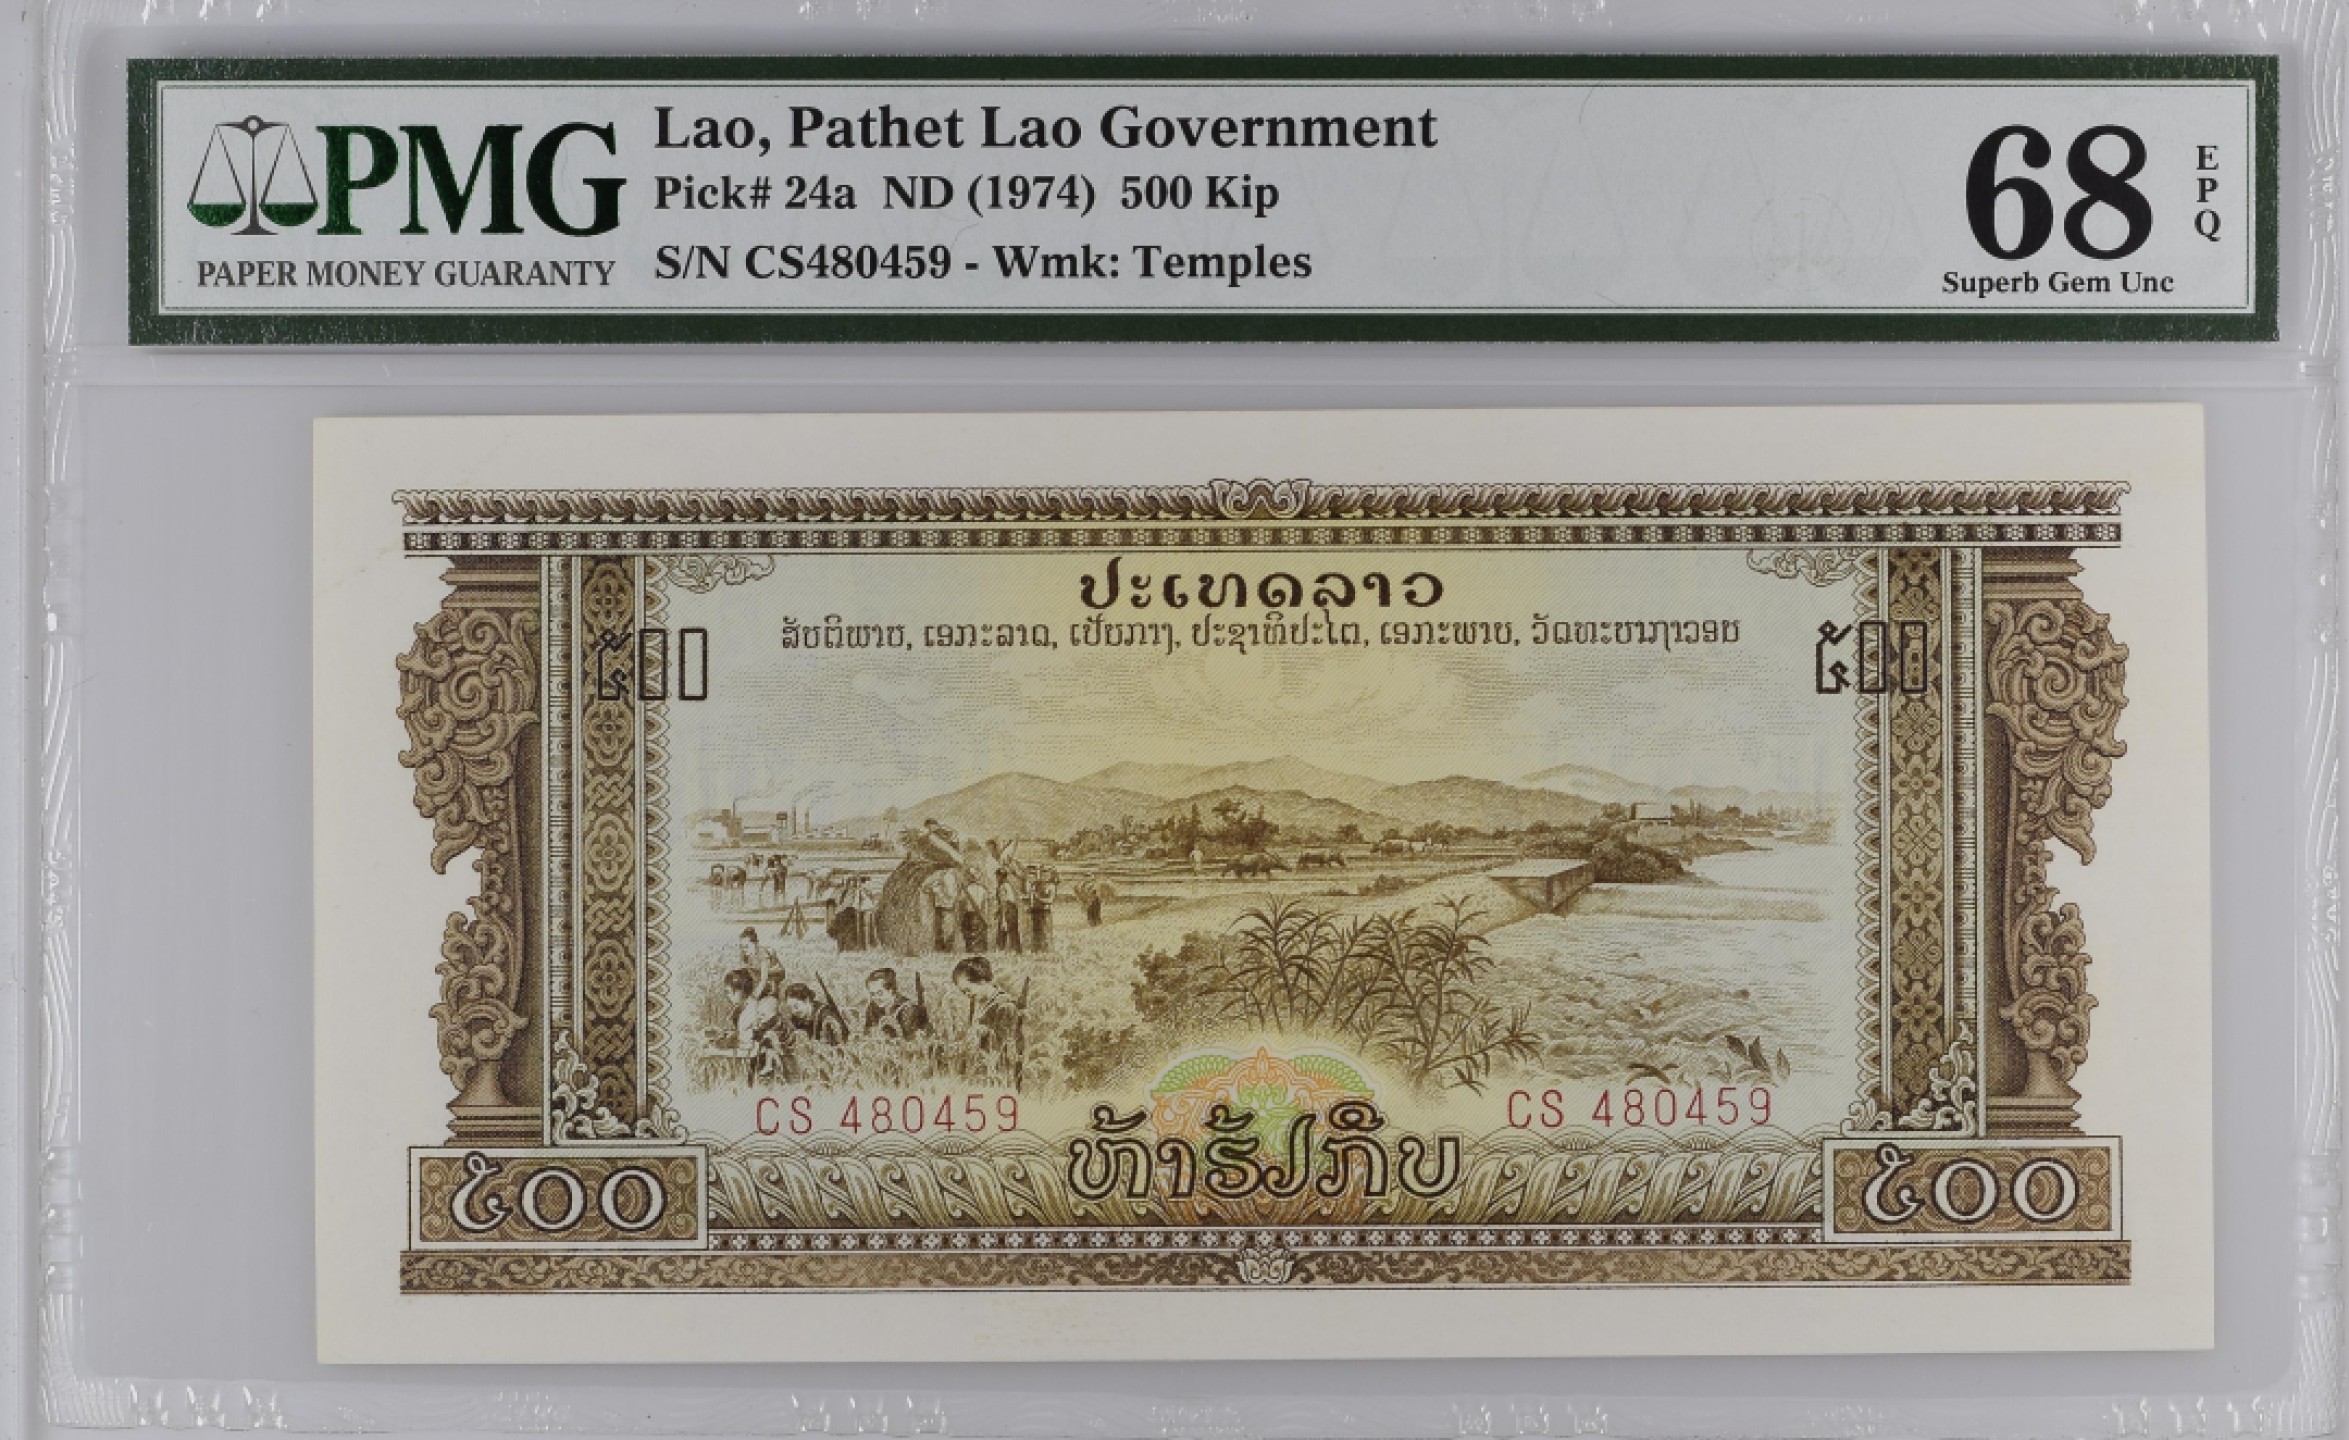 PMG
PAPER MONEY GUARANTY
Lao, Pathet Lao Government
Pick# 24a ND (1974) 500 Kip
S/N CS480459 - Wmk: Temples
68
EPQ
Superb Gem Unc
ປະເທດລາວ
ສັນຕິພາບ, ເອກະລາດ, ເປັນກາງ, ປະຊາທິປະໄຕ, ເອກະພາບ, ວັດທະນາຖາວອນ
໕໐໐
໕໐໐
CS 480459
CS 480459
ຫ້າຮ້ອຍກີບ
໕໐໐
໕໐໐